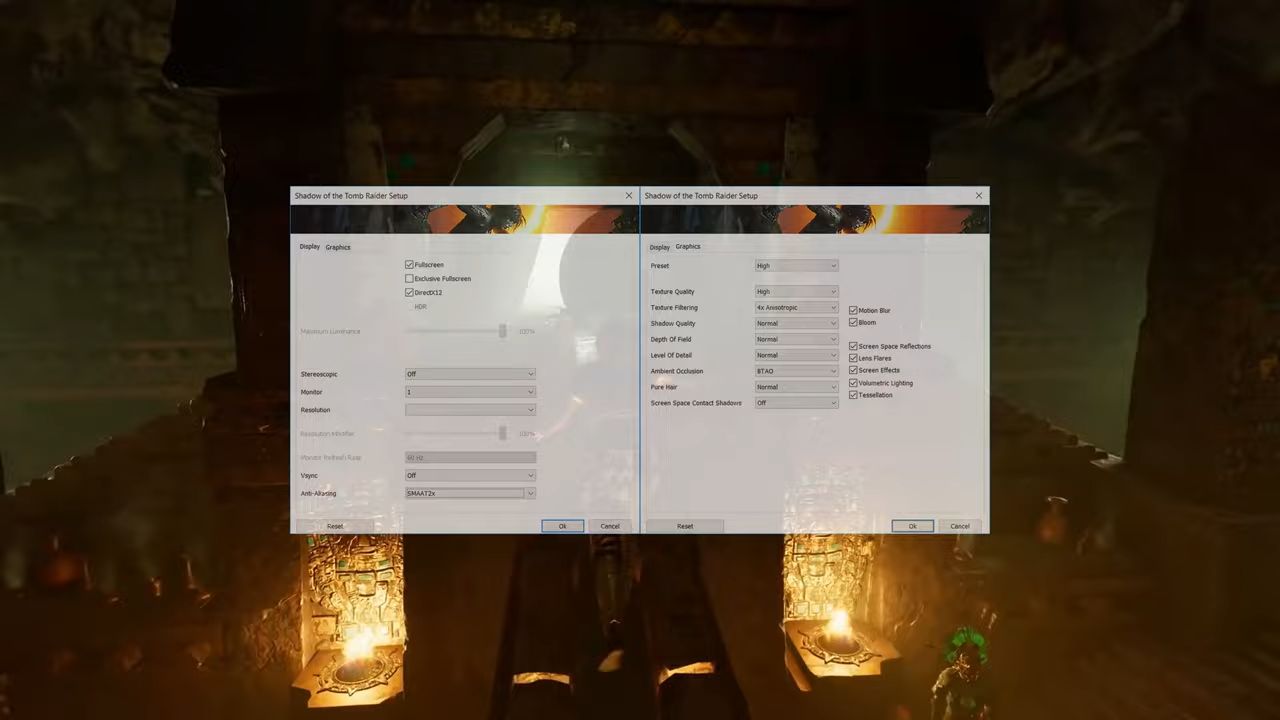 Shadow of the Tomb Raider Setup
Display Graphics
Fullscreen
Exclusive Fullscreen
DirectX12
HDR
Maximum Luminance 100%
Stereoscopic Off
Monitor 1
Resolution
Resolution Modifier 100%
Monitor Refresh Rate 60 Hz
Vsync Off
Anti-Aliasing SMAAT2x
Reset Ok Cancel
Shadow of the Tomb Raider Setup
Display Graphics
Preset High
Texture Quality High
Texture Filtering 4x Anisotropic
Shadow Quality Normal
Depth Of Field Normal
Level Of Detail Normal
Ambient Occlusion BTAO
Pure Hair Normal
Screen Space Contact Shadows Off
Motion Blur
Bloom
Screen Space Reflections
Lens Flares
Screen Effects
Volumetric Lighting
Tessellation
Reset Ok Cancel